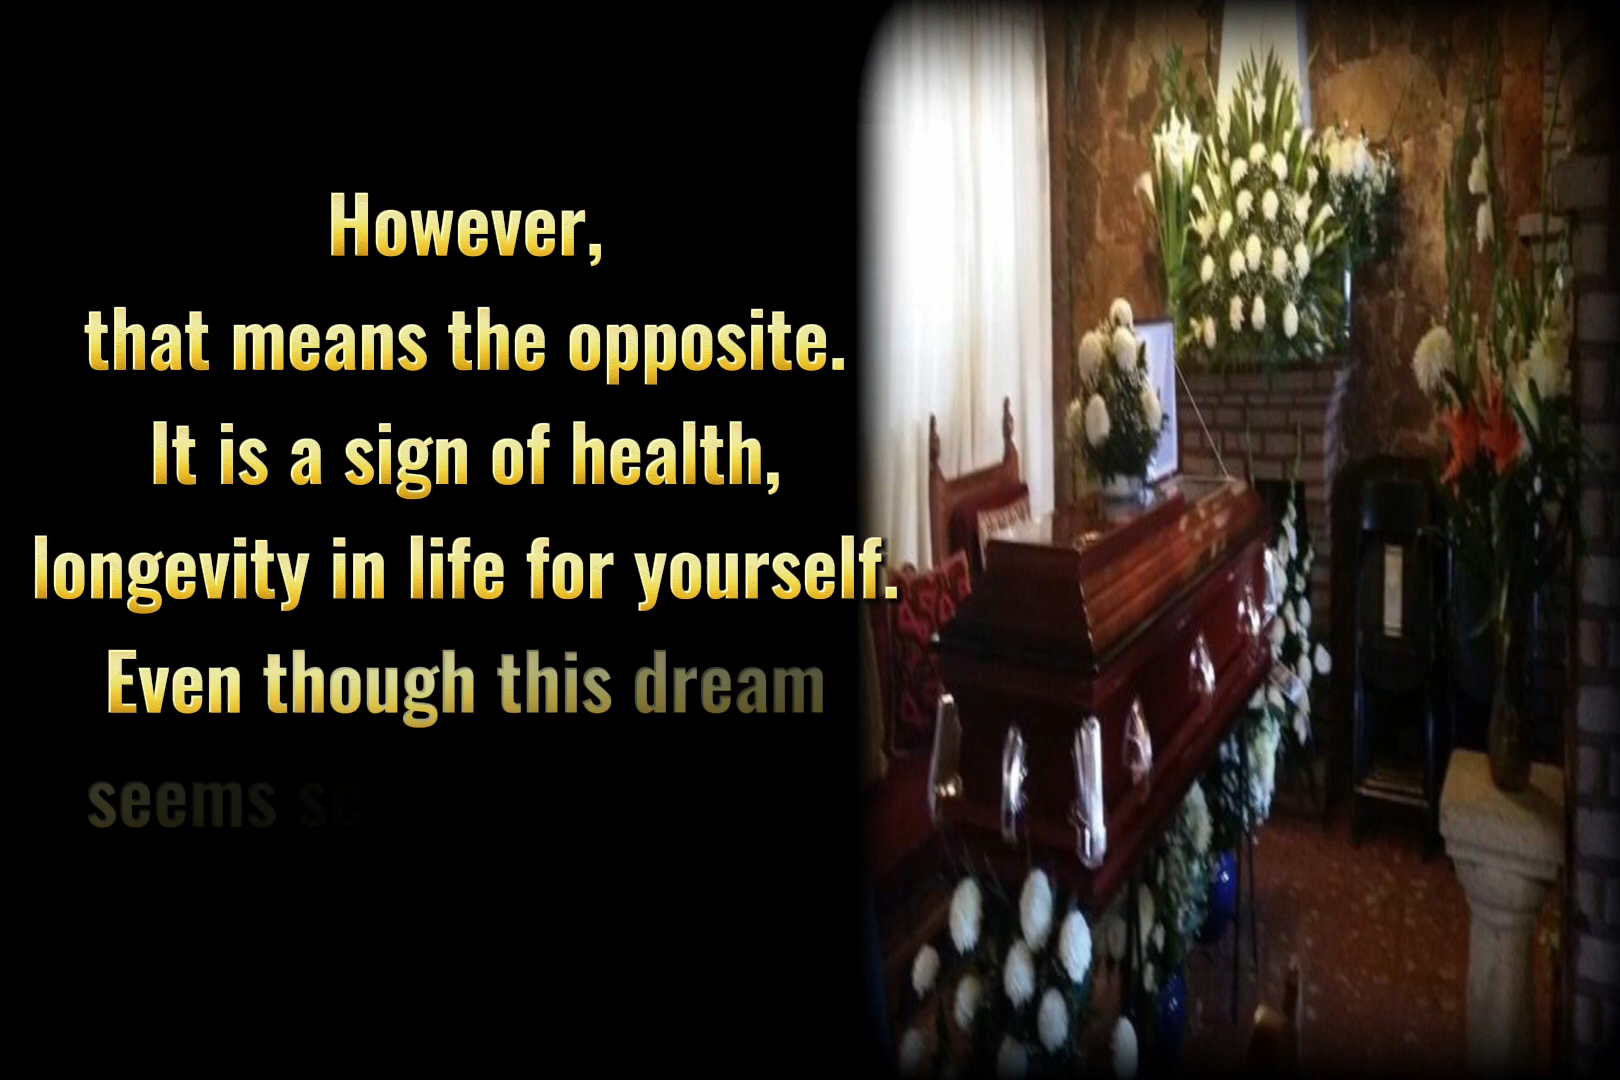 However,
that means the opposite.
It is a sign of health,
longevity in life for yourself.
Even though this dream
seems